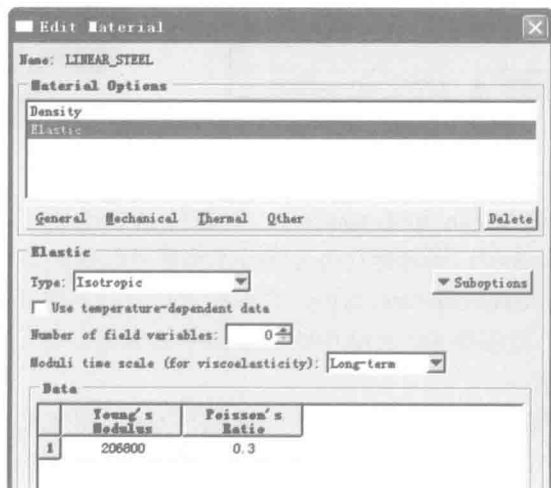 Edit Material
Name: LINEAR_STEEL
Material Options
Density
Elastic
General Mechanical Thermal Other Delete
Elastic
Type: Isotropic Suboptions
Use temperature-dependent data
Number of field variables: 0
Moduli time scale (for viscoelasticity): Long-term
Data
Young's Modulus Poisson's Ratio
1 206800 0.3